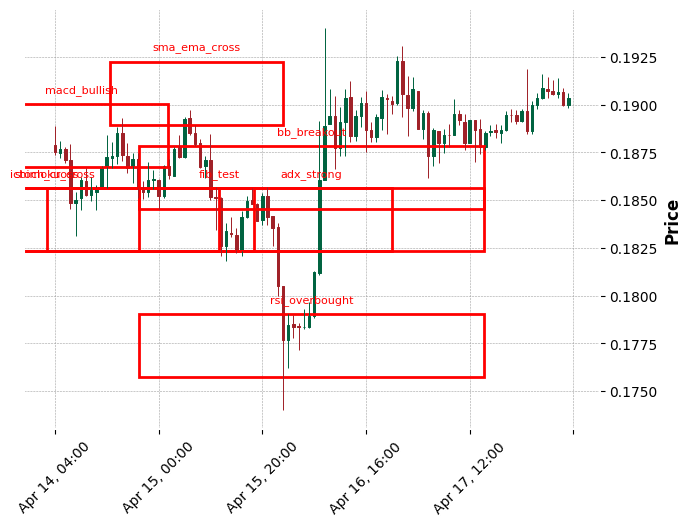 sma_ema_cross
macd_bullish
bb_breakout
stoch_cross
fib_test
adx_strong
rsi_overbought
0.1925
0.1900
0.1875
0.1850
0.1825
0.1800
0.1775
0.1750
Price
Apr 14, 04:00
Apr 15, 00:00
Apr 15, 20:00
Apr 16, 16:00
Apr 17, 12:00